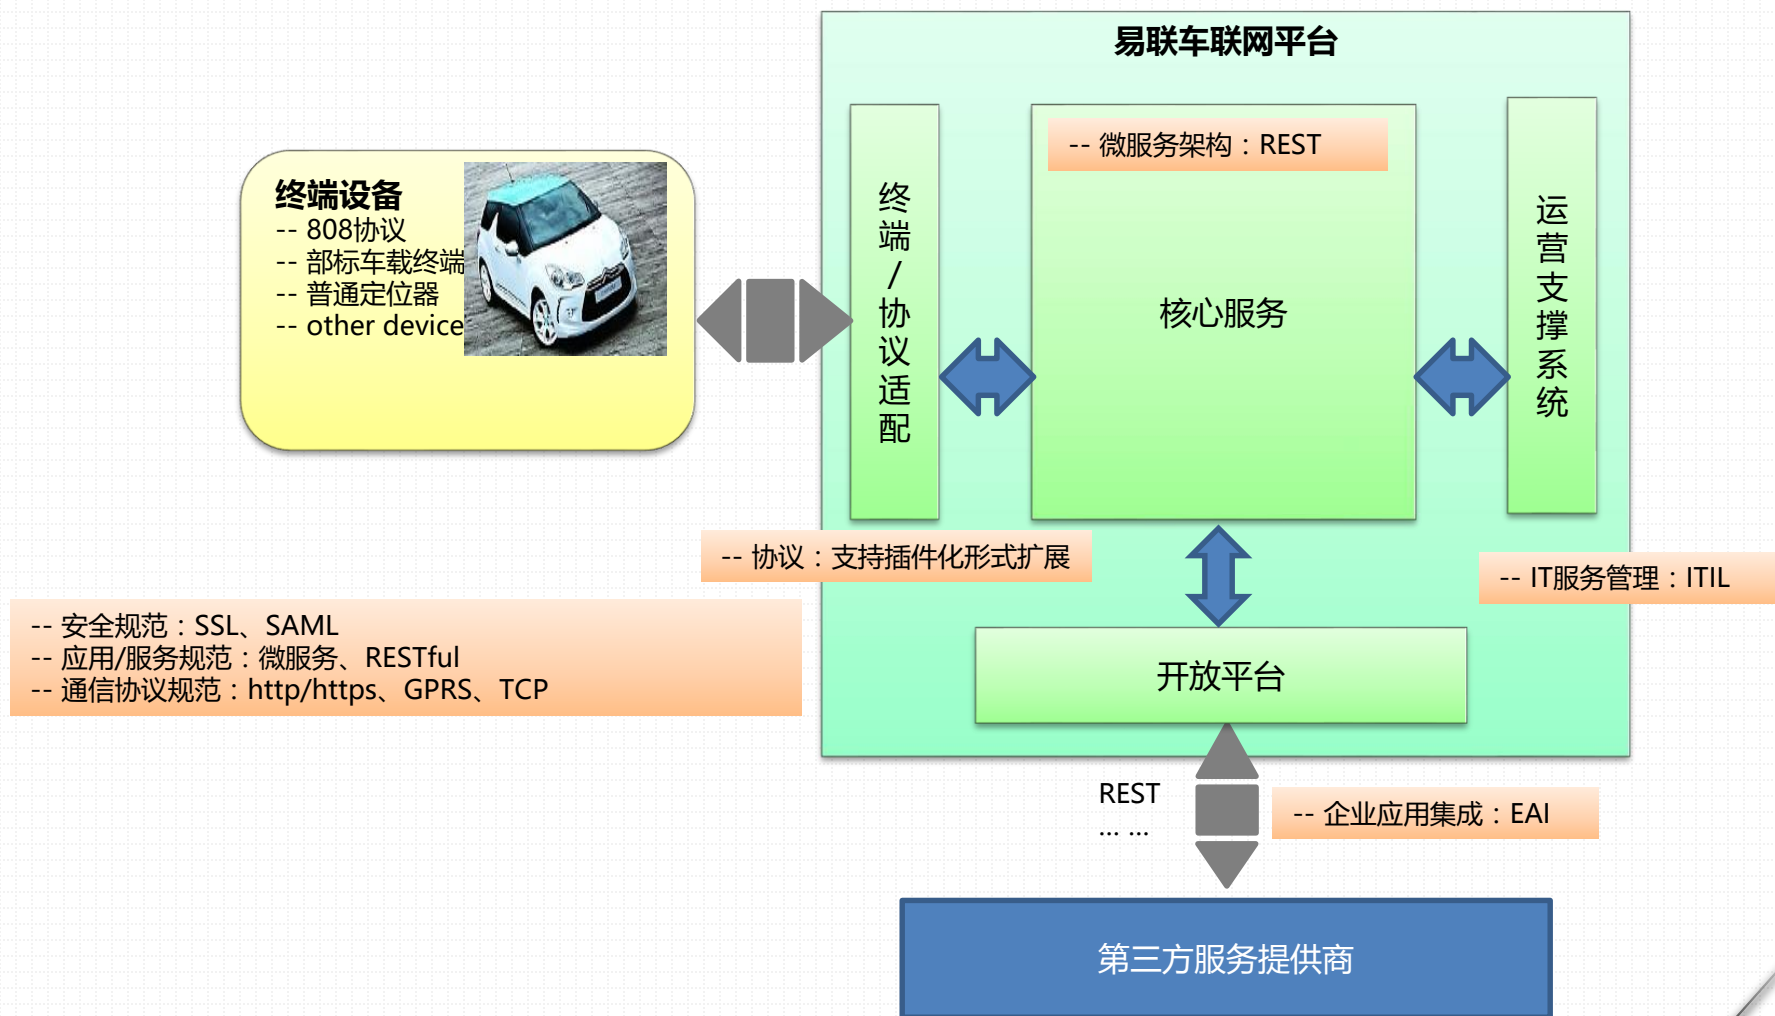 易联车联网平台
-- 微服务架构：REST
终端设备
-- 808协议
-- 部标车载终端
-- 普通定位器
-- other device
终端/协议适配
核心服务
运营支撑系统
-- 协议：支持插件化形式扩展
-- IT服务管理：ITIL
-- 安全规范：SSL、SAML
-- 应用/服务规范：微服务、RESTful
-- 通信协议规范：http/https、GPRS、TCP
开放平台
REST
... ...
-- 企业应用集成：EAI
第三方服务提供商